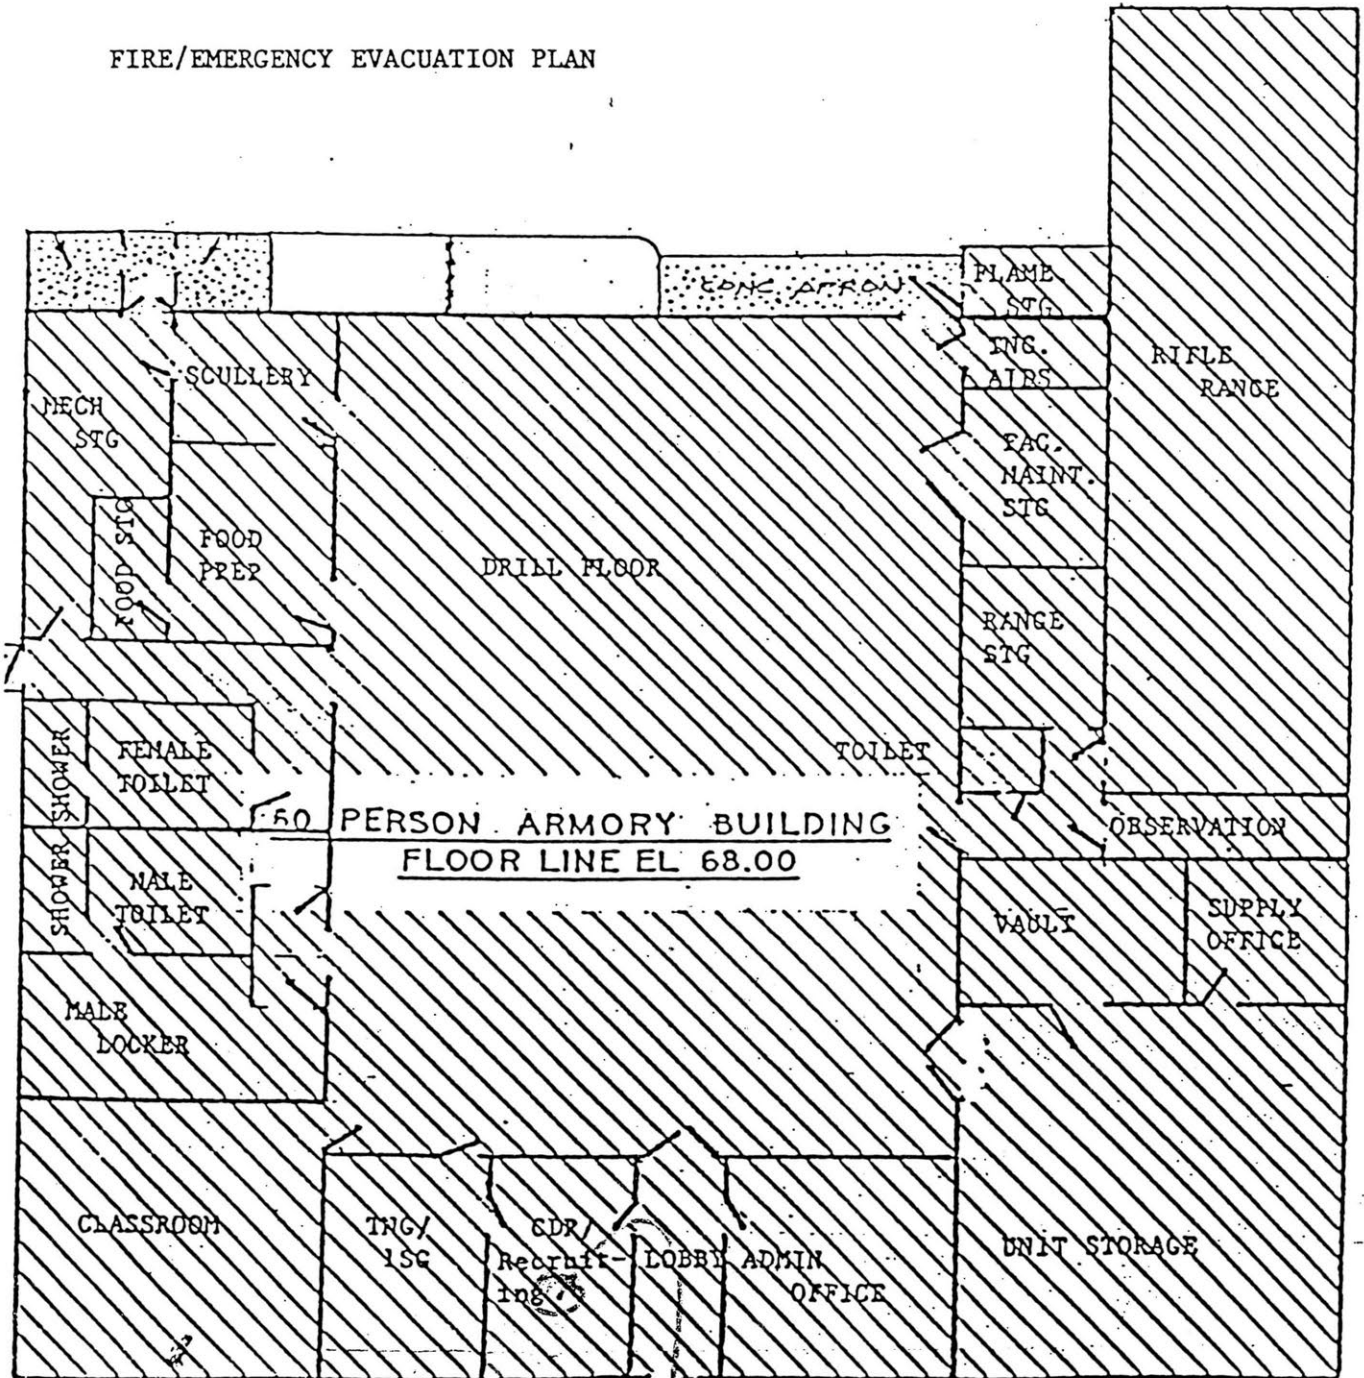 FIRE/EMERGENCY EVACUATION PLAN
CONC APRON
FLAME
STG
TNG.
AIDS
RIFLE
RANGE
SCULLERY
MECH
STG
FAC.
MAINT.
STG
FOOD STG
FOOD
PREP
DRILL FLOOR
RANGE
STG
SHOWER
FEMALE
TOILET
TOILET
60 PERSON ARMORY BUILDING
FLOOR LINE EL 68.00
OBSERVATION
SHOWER
MALE
TOILET
VAULT
SUPPLY
OFFICE
MALE
LOCKER
CLASSROOM
TNG/
1SG
CDR/
Recruit-
ing
LOBBY
ADMIN
OFFICE
UNIT STORAGE